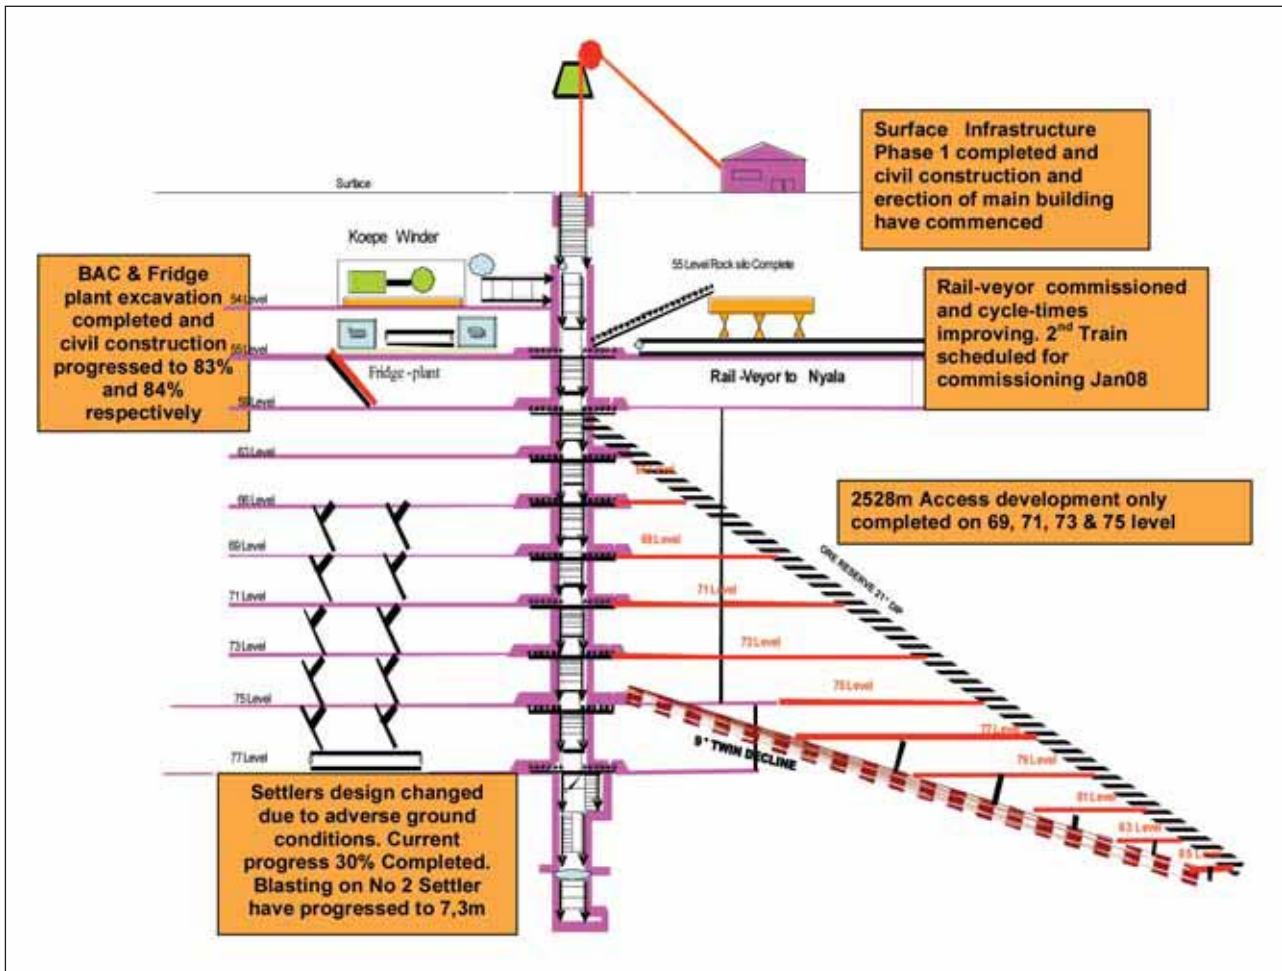 Surface Infrastructure
Phase 1 completed and
civil construction and
erection of main building
have commenced
Surface
Koepe Winder
55 Level Rock silo Complete
BAC & Fridge
plant excavation
completed and
civil construction
progressed to 83%
and 84%
respectively
Rail-veyor commissioned
and cycle-times
improving. 2nd Train
scheduled for
commissioning Jan08
54 Level
55 Level
Fridge -plant
Rail -Veyor to Nyala
Level
63 Level
66 Level
2528m Access development only
completed on 69, 71, 73 & 75 level
69 Level
69 Level
ORE RESERVE 21° DIP
71 Level
71 Level
73 Level
73 Level
75 Level
75 Level
77 Level
9° TWIN DECLINE
77 Level
79 Level
81 Level
83 Level
85 Level
Settlers design changed
due to adverse ground
conditions. Current
progress 30% Completed.
Blasting on No 2 Settler
have progressed to 7,3m